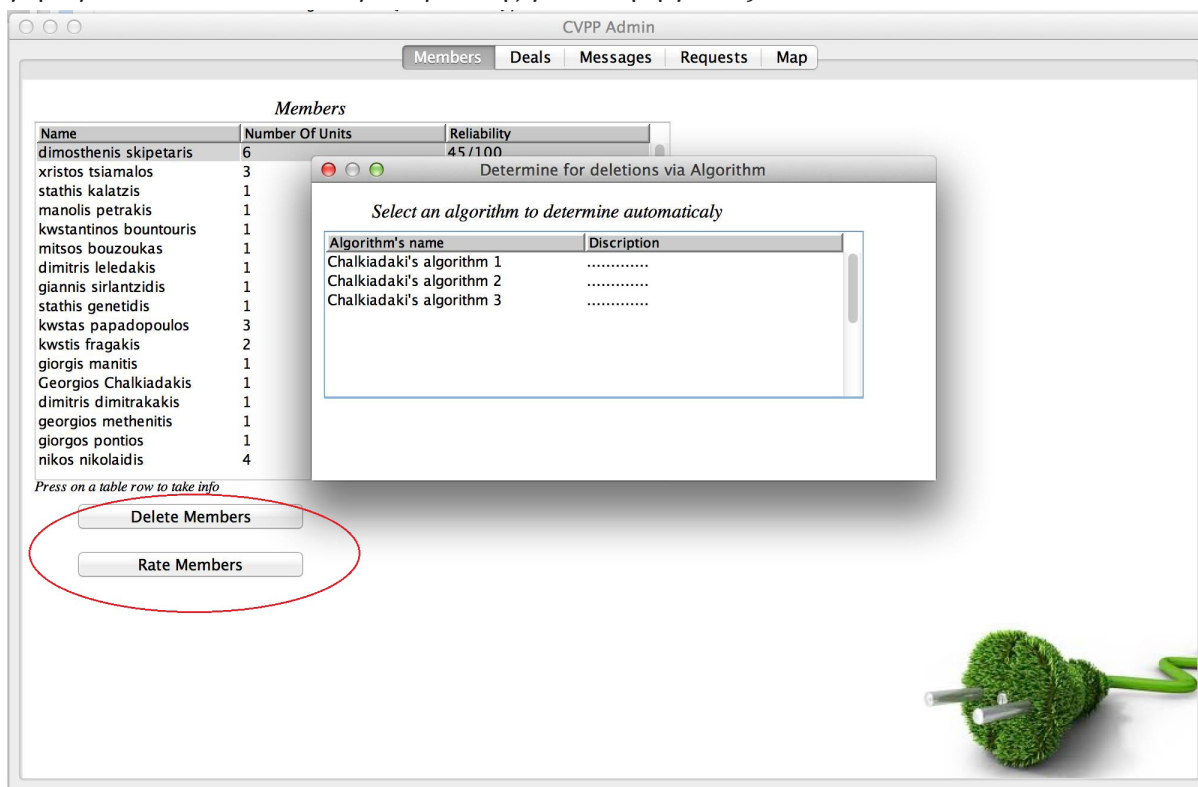 CVPP Admin
Members Deals Messages Requests Map
Members
Name Number Of Units Reliability
dimosthenis skipetaris 6 45/100
xristos tsiamalos 3
stathis kalatzis 1
manolis petrakis 1
kwstantinos bountouris 1
mitsos bouzoukas 1
dimitris leledakis 1
giannis sirlantzidis 1
stathis genetidis 1
kwstas papadopoulos 3
kwstis fragakis 2
giorgis manitis 1
Georgios Chalkiadakis 1
dimitris dimitrakakis 1
georgios methenitis 1
giorgos pontios 1
nikos nikolaidis 4
Press on a table row to take info
Delete Members
Rate Members
Determine for deletions via Algorithm
Select an algorithm to determine automaticaly
Algorithm's name Discription
Chalkiadaki's algorithm 1 .............
Chalkiadaki's algorithm 2 .............
Chalkiadaki's algorithm 3 .............